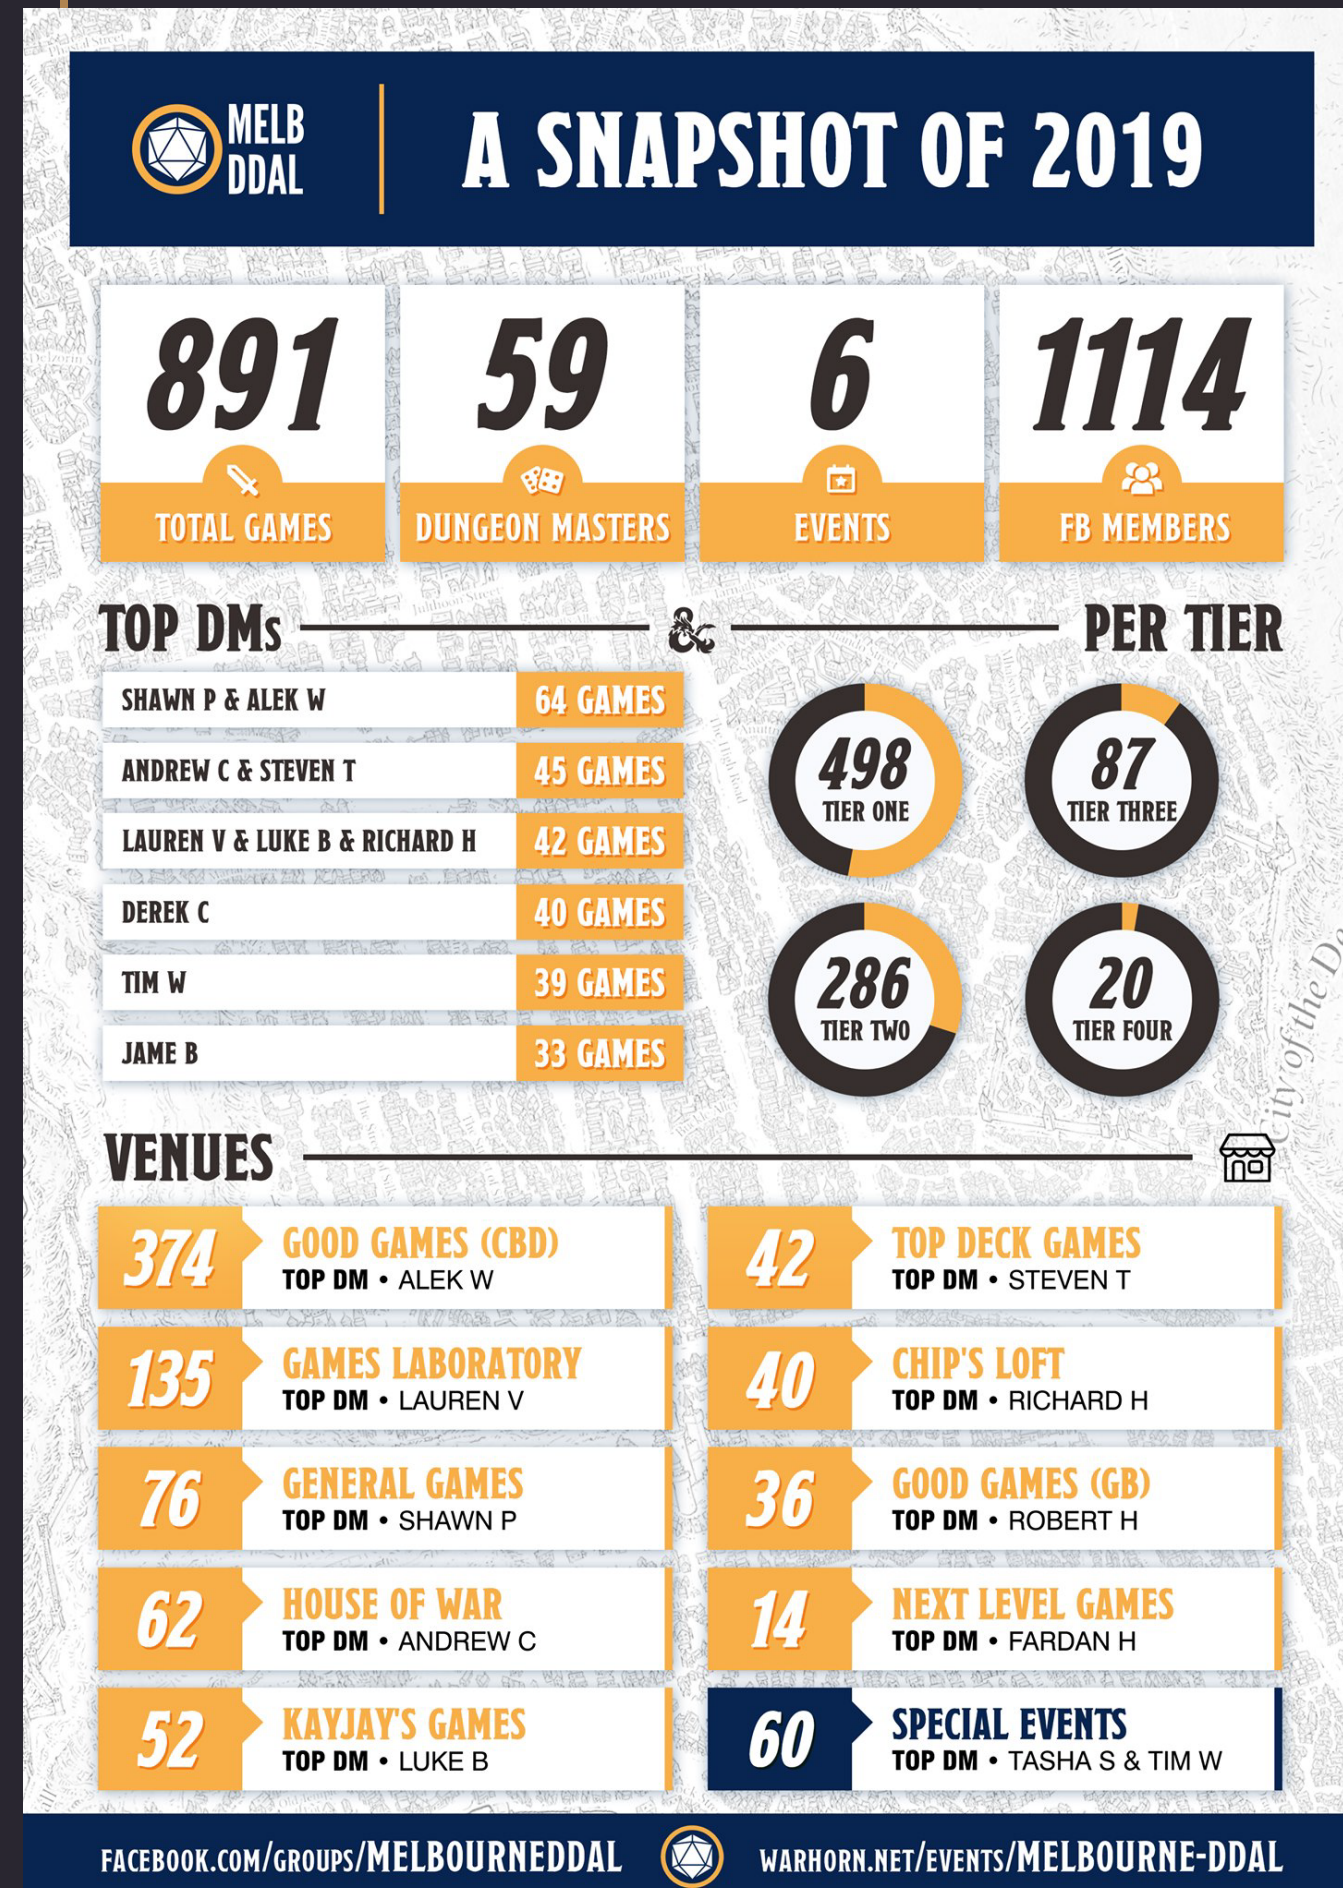 MELB
DDAL
A SNAPSHOT OF 2019
891
TOTAL GAMES
59
DUNGEON MASTERS
6
EVENTS
1114
FB MEMBERS
TOP DMs
&
PER TIER
SHAWN P & ALEK W
64 GAMES
ANDREW C & STEVEN T
45 GAMES
LAUREN V & LUKE B & RICHARD H
42 GAMES
DEREK C
40 GAMES
TIM W
39 GAMES
JAME B
33 GAMES
498
TIER ONE
87
TIER THREE
286
TIER TWO
20
TIER FOUR
City of the
VENUES
374
GOOD GAMES (CBD)
TOP DM • ALEK W
135
GAMES LABORATORY
TOP DM • LAUREN V
76
GENERAL GAMES
TOP DM • SHAWN P
62
HOUSE OF WAR
TOP DM • ANDREW C
52
KAYJAY'S GAMES
TOP DM • LUKE B
42
TOP DECK GAMES
TOP DM • STEVEN T
40
CHIP'S LOFT
TOP DM • RICHARD H
36
GOOD GAMES (GB)
TOP DM • ROBERT H
14
NEXT LEVEL GAMES
TOP DM • FARDAN H
60
SPECIAL EVENTS
TOP DM • TASHA S & TIM W
FACEBOOK.COM/GROUPS/MELBOURNEDDAL
WARHORN.NET/EVENTS/MELBOURNE-DDAL